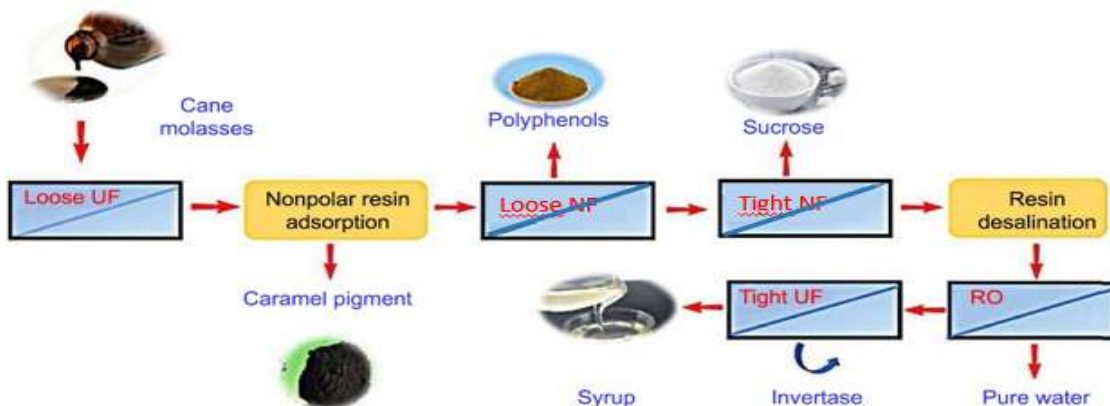 Cane
molasses
Polyphenols
Sucrose
Loose UF
Nonpolar resin
adsorption
Loose NF
Tight NF
Resin
desalination
Caramel pigment
Tight UF
RO
Syrup
Invertase
Pure water